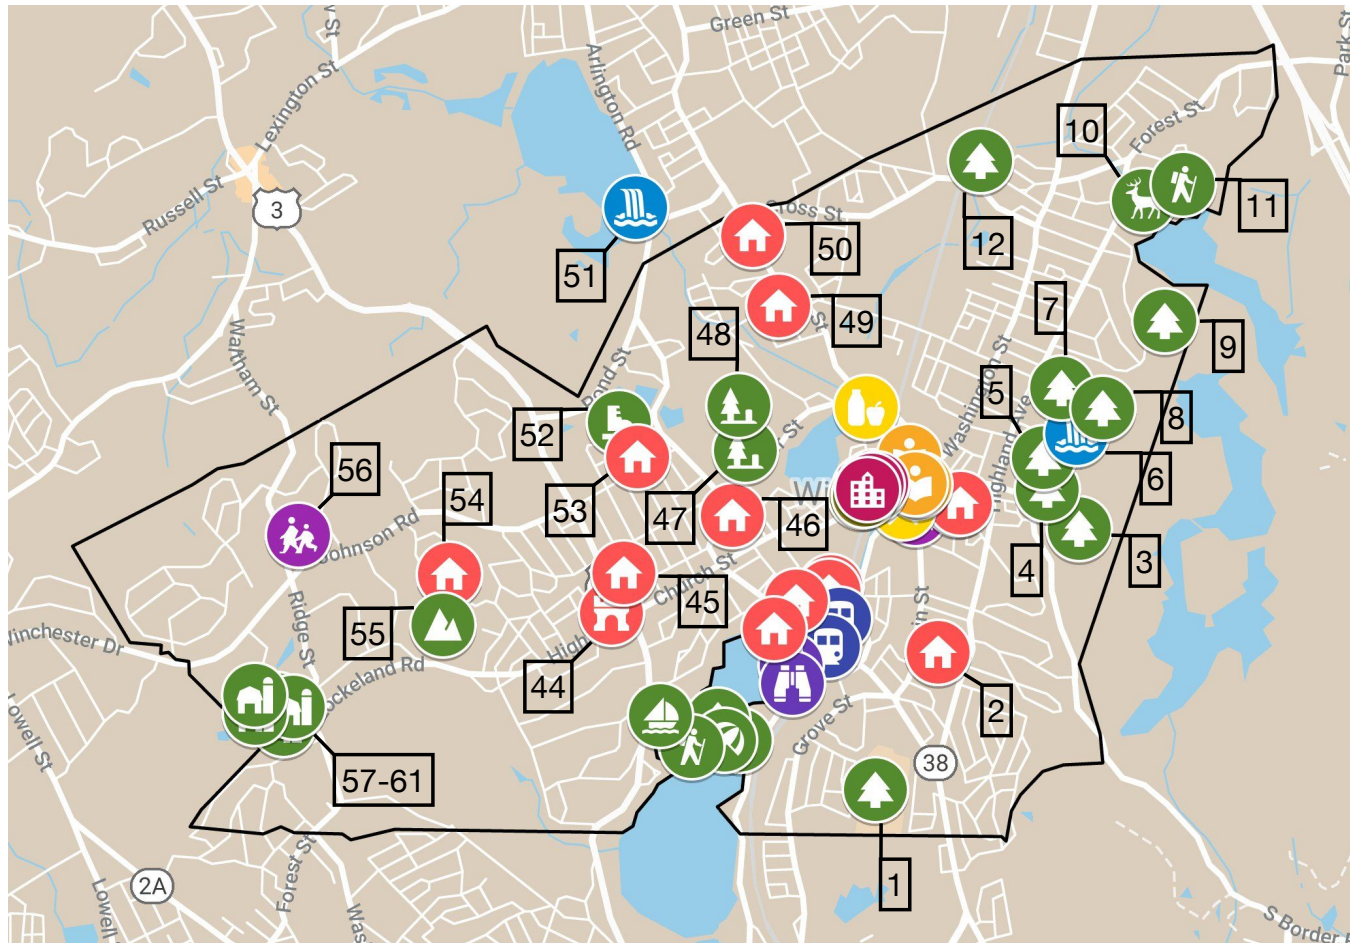 Green St
Park St
Arlington Rd
Lexington St
10
Forest St
Russell St
3
11
Cross St
50
12
51
7
48
49
St
9
Wareham St
Pond St
5
Washington St
8
52
Highland Ave
56
54
6
53
47
46
Johnson Rd
4
3
Church St
45
55
Ridge St
Winchester Dr
High
44
ockeland Rd
2
Grove St
Lowell St
38
57-61
1
2A
Forest St
Lowell
S Border